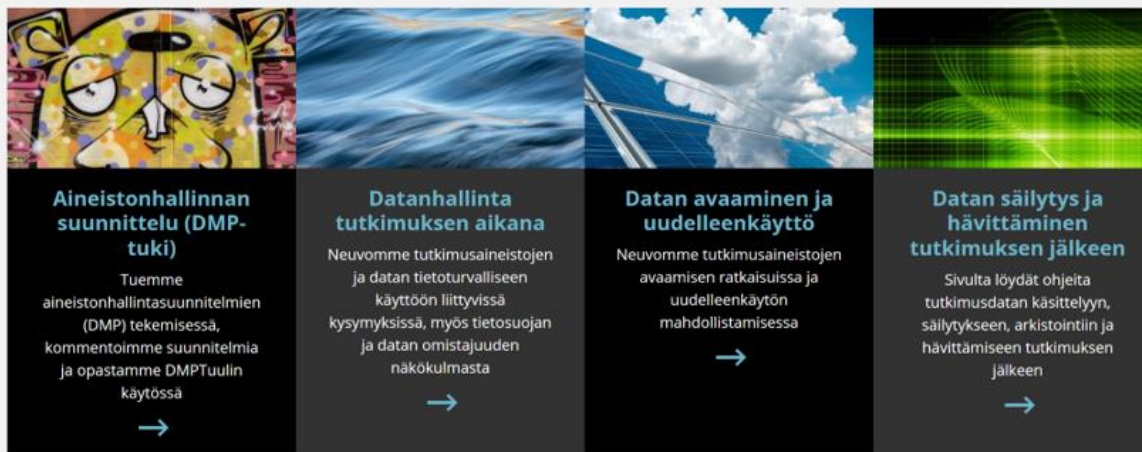 Aineistonhallinnan
suunnittelu (DMP-
tuki)
Tuemme
aineistonhallintasuunnitelmien
(DMP) tekemisessä,
kommentoimme suunnitelmia
ja opastamme DMPTuulin
käytössä
→
Datanhallinta
tutkimuksen aikana
Neuvomme tutkimusaineistojen
ja datan tietoturvalliseen
käyttöön liittyvissä
kysymyksissä, myös tietosuojan
ja datan omistajuuden
näkökulmasta
→
Datan avaaminen ja
uudelleenkäyttö
Neuvomme tutkimusaineistojen
avaamisen ratkaisuissa ja
uudelleenkäytön
mahdollistamisessa
→
Datan säilytys ja
hävittäminen
tutkimuksen jälkeen
Sivulta löydät ohjeita
tutkimusdatan käsittelyyn,
säilytykseen, arkistointiin ja
hävittämiseen tutkimuksen
jälkeen
→